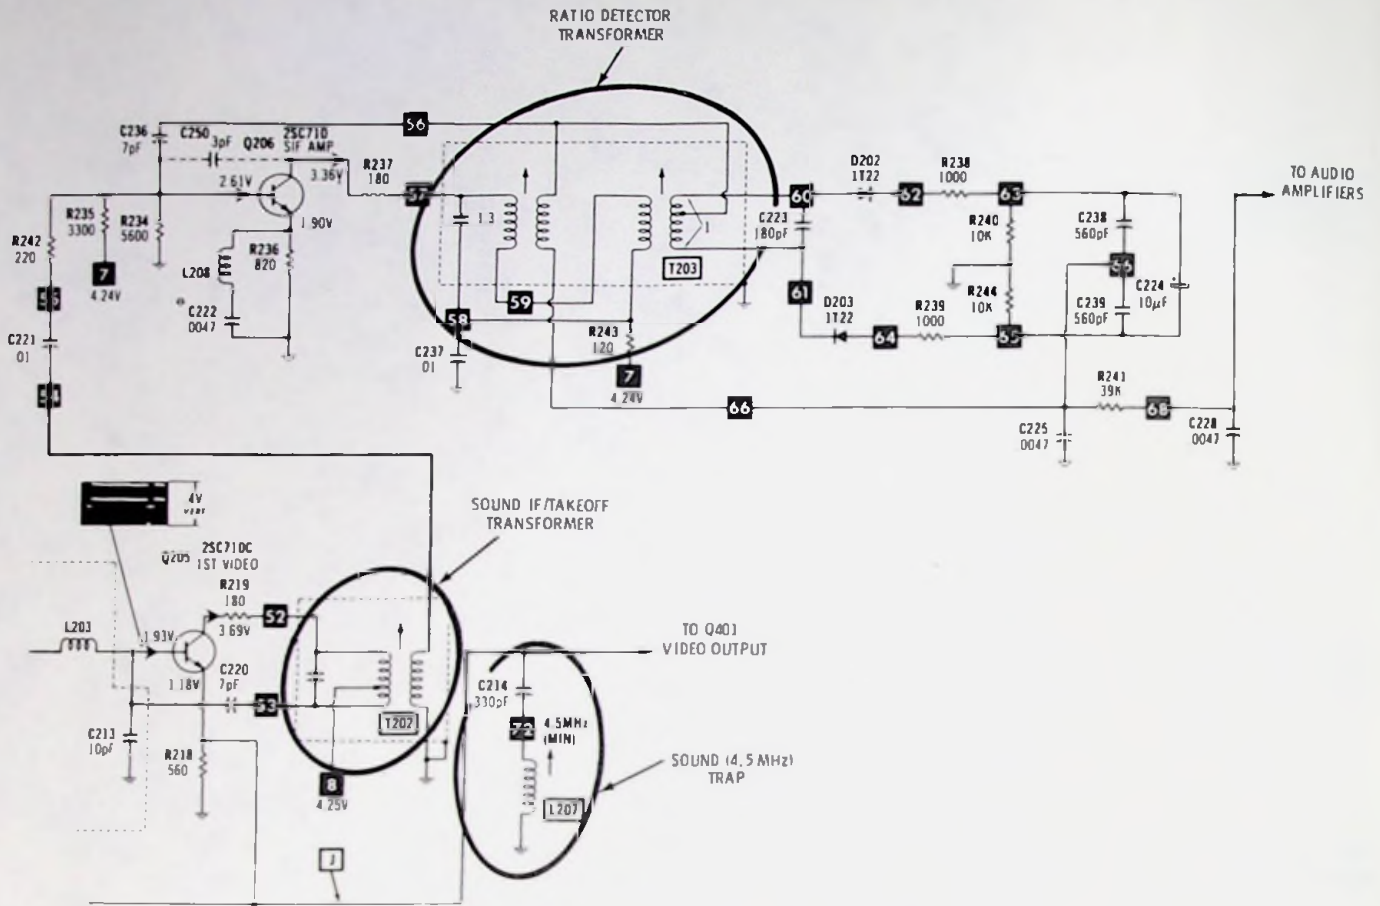 RATIO DETECTOR
TRANSFORMER
C236
7pF
C250
3pF
Q206
2SC710
SIF AMP
56
3.36V
R237
180
2.61V
1.90V
R235
3300
R234
5600
R242
220
7
4.24V
L208
R236
820
C222
0047
C221
01
1.3
59
58
C237
01
R243
120
7
4.24V
T203
1
60
C223
180pF
61
D202
1T22
62
R238
1000
63
R240
10K
R244
10K
D203
1T22
64
R239
1000
65
C238
560pF
66
C239
560pF
C224
10µF
TO AUDIO
AMPLIFIERS
66
R241
39K
68
C225
0047
C228
0047
4V
VERT
SOUND IF/TAKEOFF
TRANSFORMER
Q205
2SC710C
1ST VIDEO
R219
180
52
3.69V
L203
1.93V
1.18V
C220
7pF
53
C213
10pF
R218
560
T202
8
4.25V
TO Q401
VIDEO OUTPUT
C214
330pF
72
4.5MHz
(MIN)
L207
SOUND (4.5 MHz)
TRAP
J